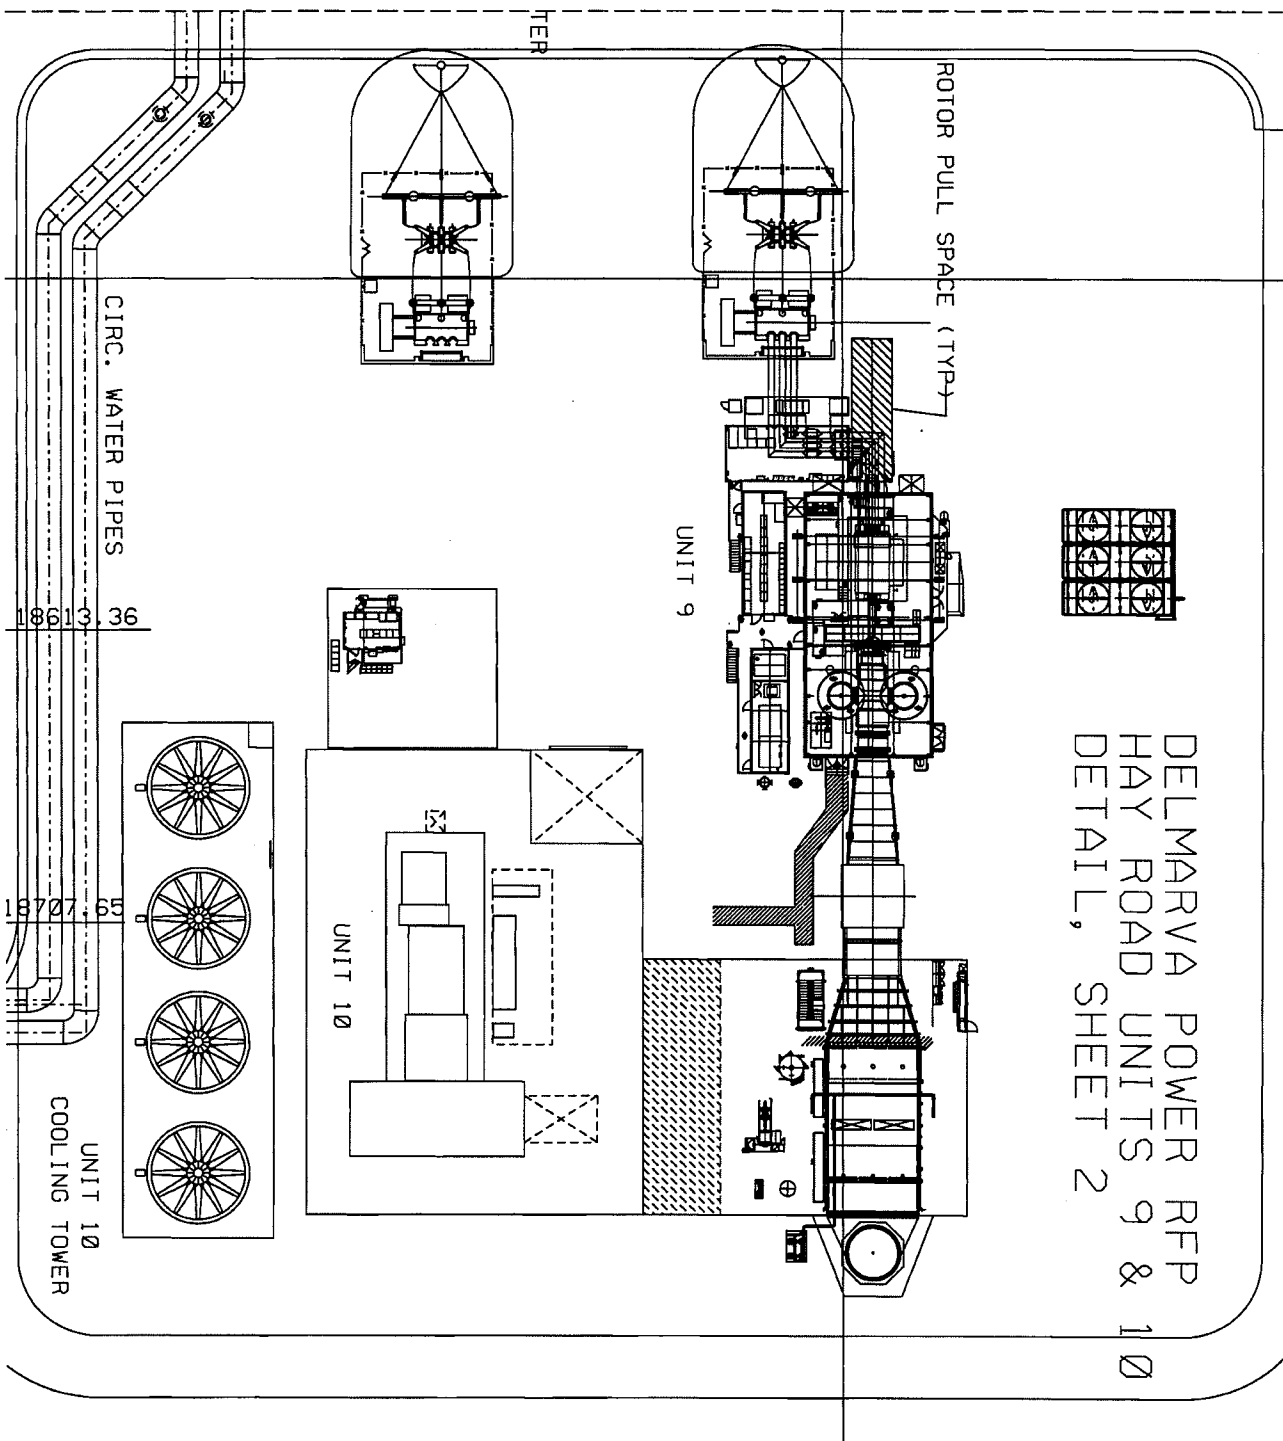 DELMARVA POWER RFP
HAY ROAD UNITS 9 & 10
DETAIL, SHEET 2
ROTOR PULL SPACE (TYP)
TER
UNIT 9
CIRC. WATER PIPES
18613.36
18707.65
UNIT 10
UNIT 10
COOLING TOWER